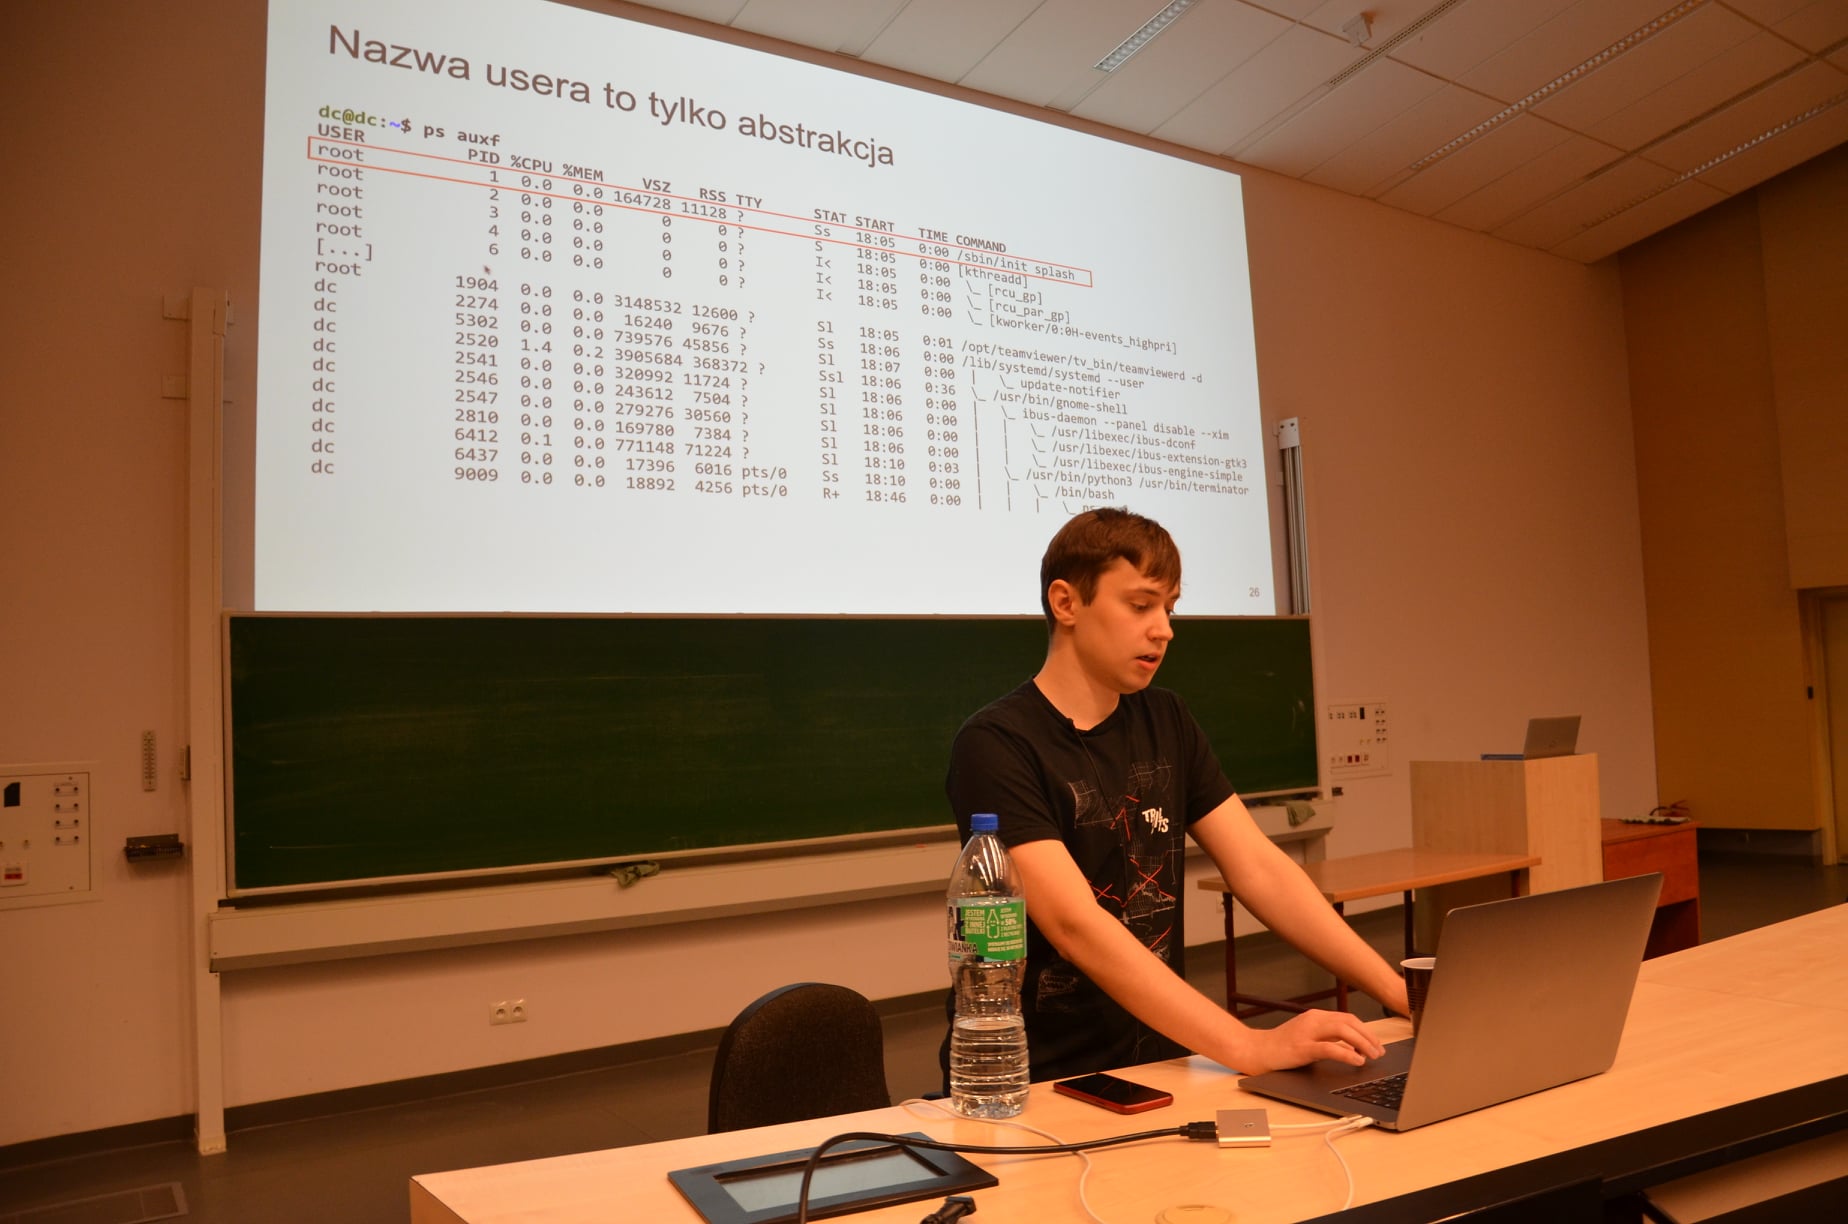 Nazwa usera to tylko abstrakcja
dc@dc:~$ ps auxf
USER PID %CPU %MEM VSZ RSS TTY STAT START TIME COMMAND
root 1 0.0 0.0 164728 11128 ? Ss 18:05 0:00 /sbin/init splash
root 2 0.0 0.0 0 0 ? S 18:05 0:00 [kthreadd]
root 3 0.0 0.0 0 0 ? I< 18:05 0:00 \_ [rcu_gp]
root 4 0.0 0.0 0 0 ? I< 18:05 0:00 \_ [rcu_par_gp]
root 6 0.0 0.0 0 0 ? I< 18:05 0:00 \_ [kworker/0:0H-events_highpri]
[...]
root 1904 0.0 0.0 3148532 12600 ? Sl 18:05 0:01 /opt/teamviewer/tv_bin/teamviewerd -d
dc 2274 0.0 0.0 16240 9676 ? Ss 18:06 0:00 /lib/systemd/systemd --user
dc 5302 0.0 0.0 739576 45856 ? Sl 18:07 0:00 | \_ update-notifier
dc 2520 1.4 0.2 3905684 368372 ? Ssl 18:06 0:36 \_ /usr/bin/gnome-shell
dc 2541 0.0 0.0 320992 11724 ? Sl 18:06 0:00 | \_ ibus-daemon --panel disable --xim
dc 2546 0.0 0.0 243612 7504 ? Sl 18:06 0:00 | | \_ /usr/libexec/ibus-dconf
dc 2547 0.0 0.0 279276 30560 ? Sl 18:06 0:00 | | \_ /usr/libexec/ibus-extension-gtk3
dc 2810 0.0 0.0 169780 7384 ? Sl 18:06 0:00 | | \_ /usr/libexec/ibus-engine-simple
dc 6412 0.1 0.0 771148 71224 ? Sl 18:10 0:03 | \_ /usr/bin/python3 /usr/bin/terminator
dc 6437 0.0 0.0 17396 6016 pts/0 Ss 18:10 0:00 | | \_ /bin/bash
dc 9009 0.0 0.0 18892 4256 pts/0 R+ 18:46 0:00 | | | \_
26
JESTEM
Z INNEJ
BUTELKI
50%